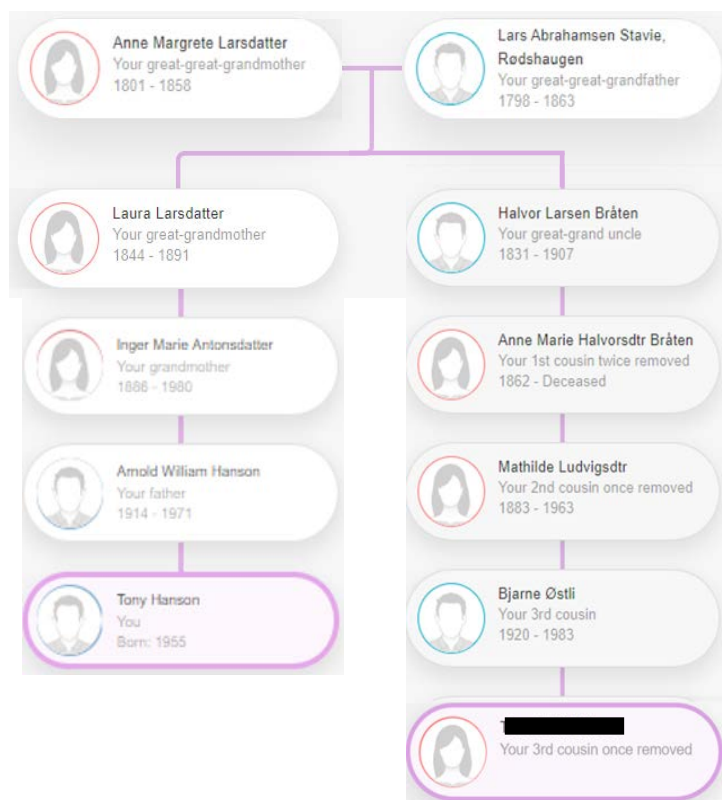 Anne Margrete Larsdatter
Your great-great-grandmother
1801 - 1858
Lars Abrahamsen Stavie,
Rødshaugen
Your great-great-grandfather
1798 - 1863
Laura Larsdatter
Your great-grandmother
1844 - 1891
Halvor Larsen Bråten
Your great-grand uncle
1831 - 1907
Inger Marie Antonsdatter
Your grandmother
1886 - 1980
Anne Marie Halvorsdtr Bråten
Your 1st cousin twice removed
1862 - Deceased
Arnold William Hanson
Your father
1914 - 1971
Mathilde Ludvigsdtr
Your 2nd cousin once removed
1883 - 1963
Tony Hanson
You
Born: 1955
Bjarne Østli
Your 3rd cousin
1920 - 1983
Your 3rd cousin once removed